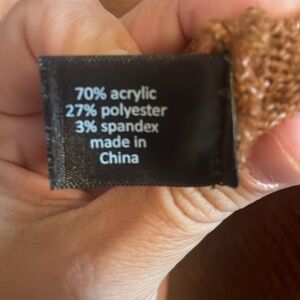 70% acrylic
27% polyester
3% spandex
made in
China